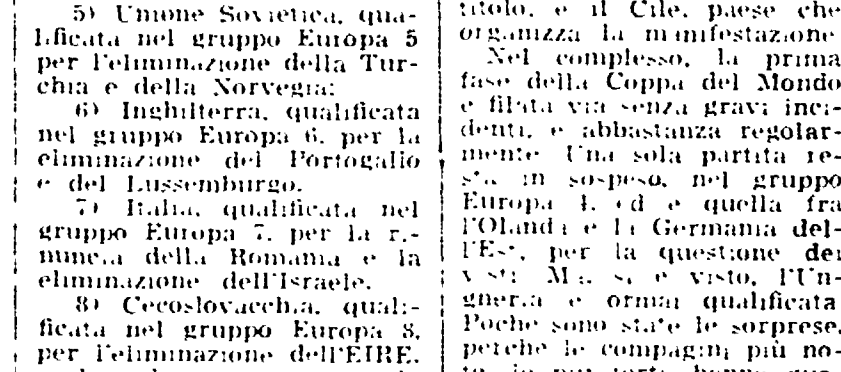 5) Unione Sovietica, qua-
lificata nel gruppo Europa 5
per l'eliminazione della Tur-
chia e della Norvegia;
6) Inghilterra, qualificata
nel gruppo Europa 6, per la
eliminazione del Portogallo
e del Lussemburgo.
7) Italia, qualificata nel
gruppo Europa 7, per la ri-
nuncia della Romania e la
eliminazione dell'Israele.
8) Cecoslovacchia, quali-
ficata nel gruppo Europa 8,
per l'eliminazione dell'EIRE.
titolo, e il Cile, paese che
organizza la manifestazione
Nel complesso, la prima
fase della Coppa del Mondo
e filata via senza gravi inci-
denti, e abbastanza regolar-
mente Una sola partita re-
sta in sospeso, nel gruppo
Europa 4, ed e quella fra
l'Olanda e la Germania del-
l'Est, per la questione dei
visti Ma, si e visto, l'Un-
gheria e ormai qualificata
Poche sono state le sorprese,
perche le compagini più no-